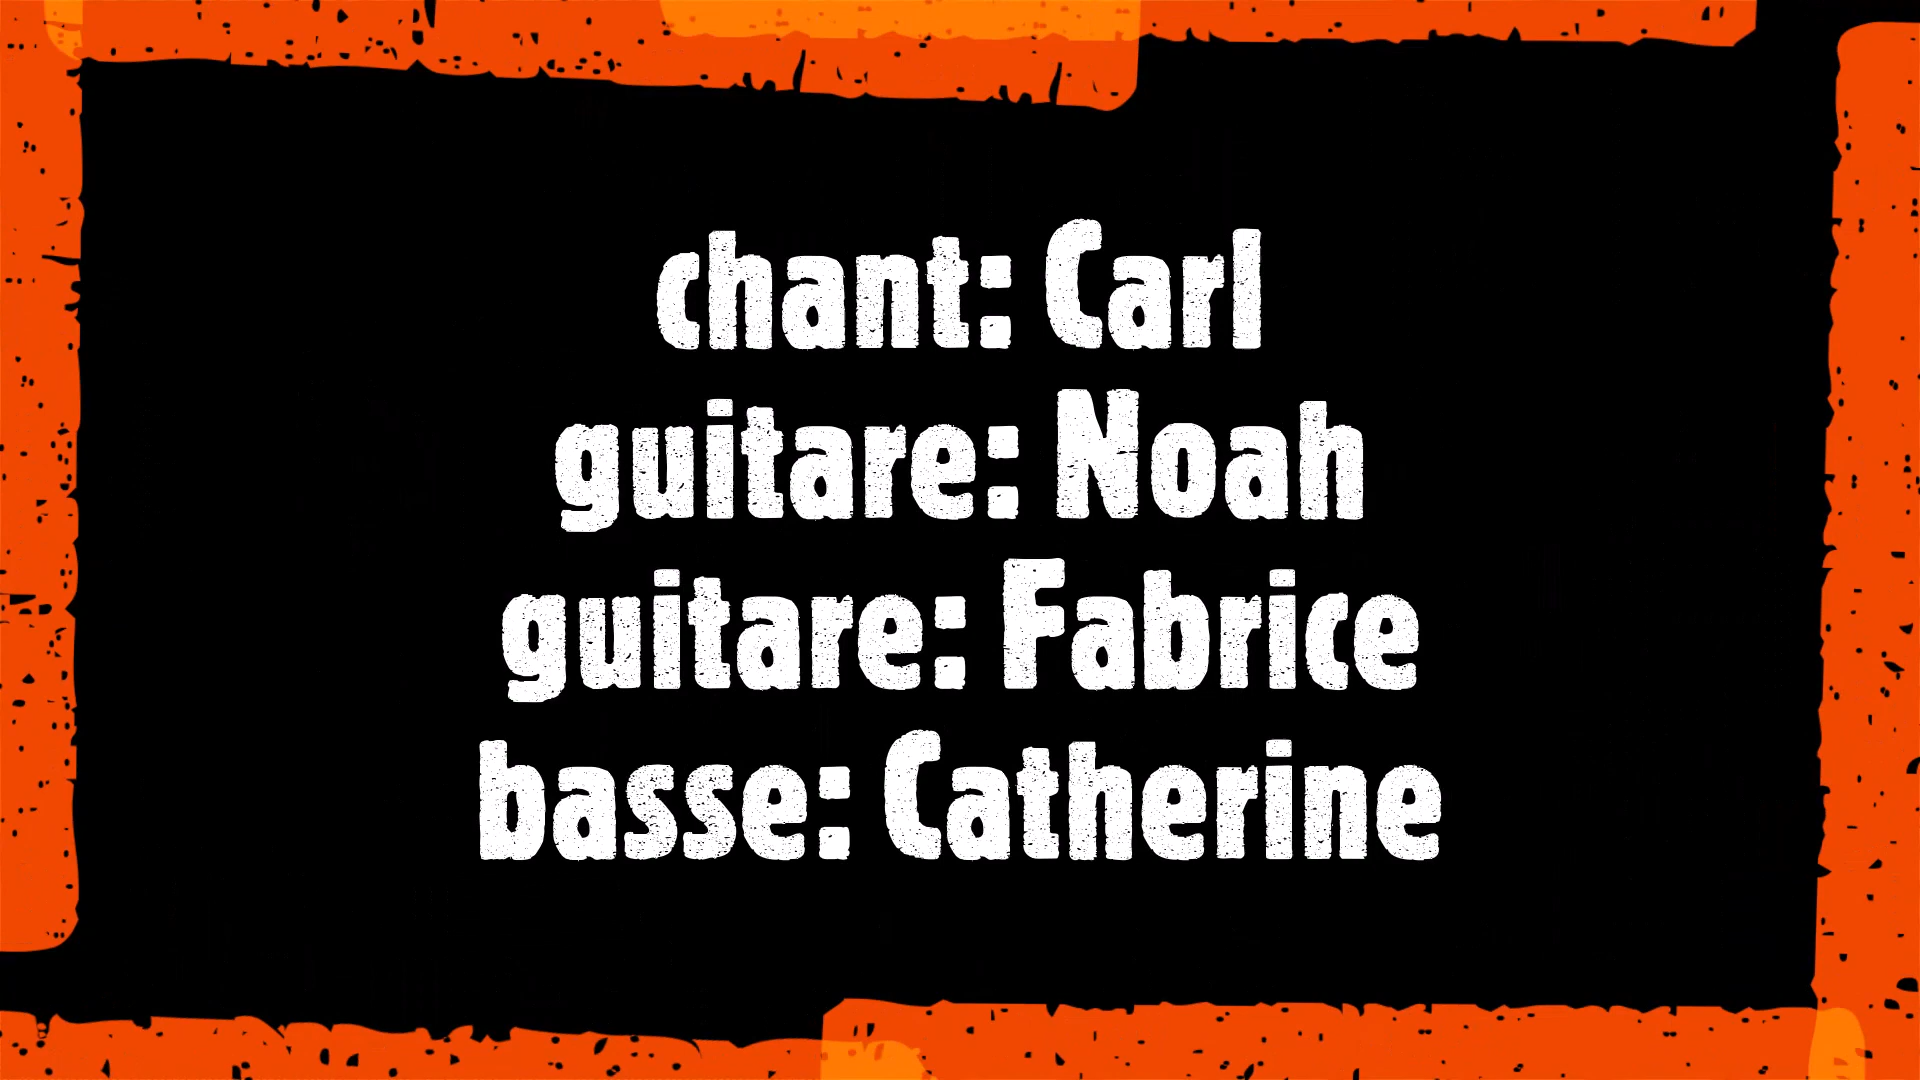 chant: Carl
guitare: Noah
guitare: Fabrice
basse: Catherine